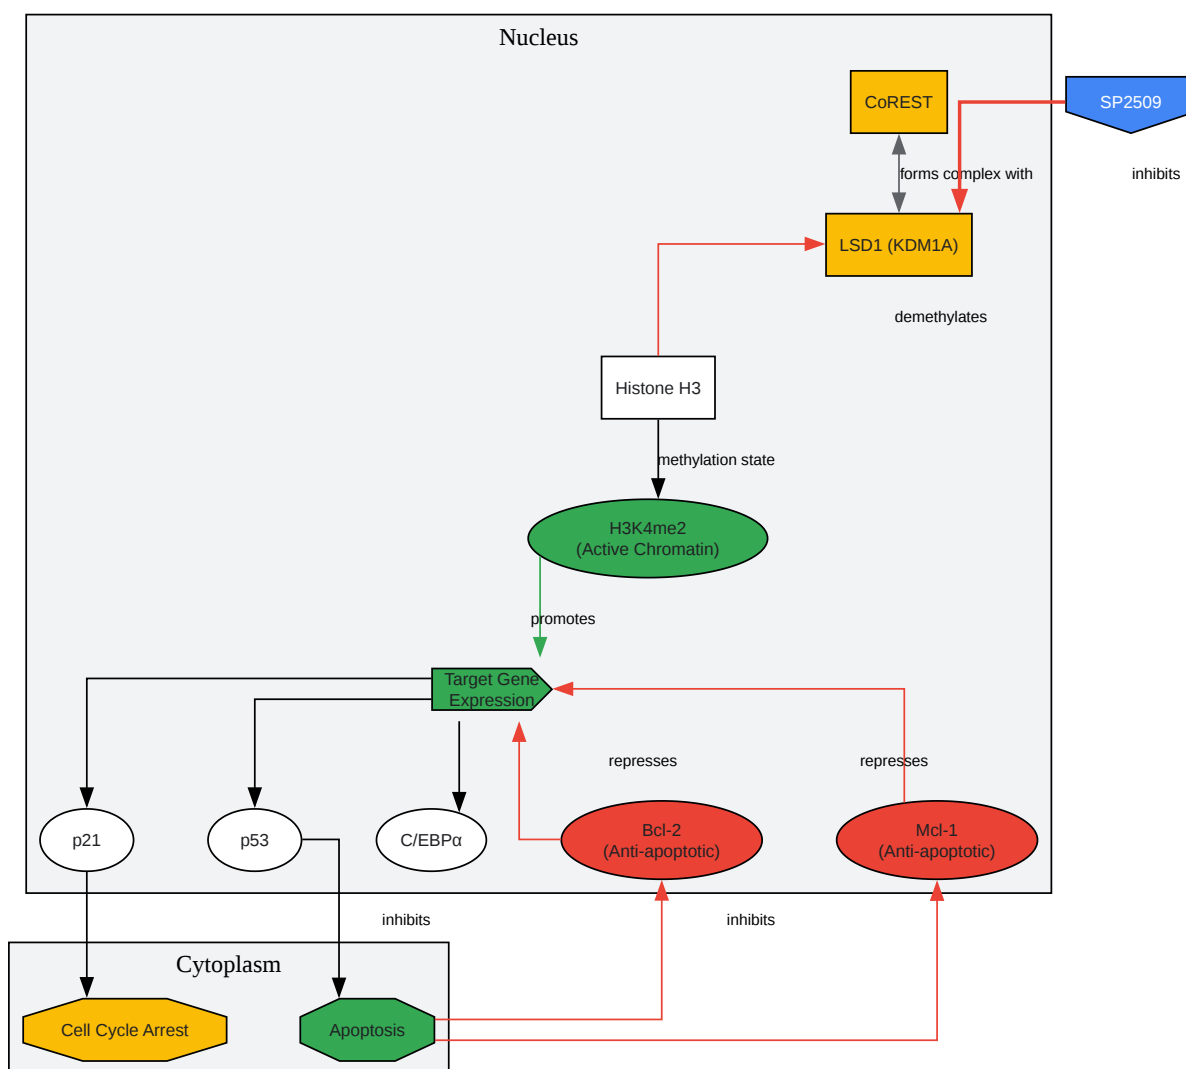 Nucleus
CoREST
SP2509
forms complex with
inhibits
LSD1 (KDM1A)
demethylates
Histone H3
methylation state
H3K4me2
(Active Chromatin)
promotes
Target Gene
Expression
represses
represses
p21
p53
C/EBPα
Bcl-2
(Anti-apoptotic)
Mcl-1
(Anti-apoptotic)
inhibits
inhibits
Cytoplasm
Cell Cycle Arrest
Apoptosis